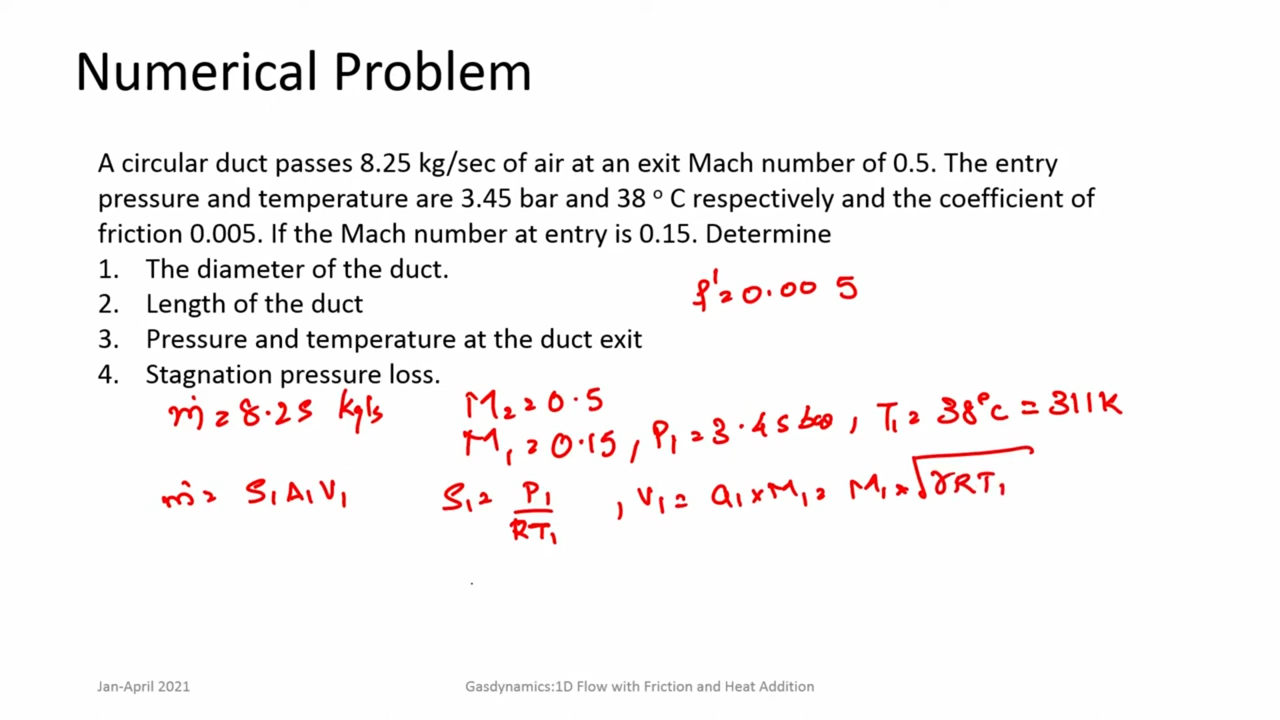 Numerical Problem
A circular duct passes 8.25 kg/sec of air at an exit Mach number of 0.5. The entry
pressure and temperature are 3.45 bar and 38 ° C respectively and the coefficient of
friction 0.005. If the Mach number at entry is 0.15. Determine
1. The diameter of the duct.
2. Length of the duct
f' = 0.005
3. Pressure and temperature at the duct exit
4. Stagnation pressure loss.
ṁ = 8.25 kg/s
M₂ = 0.5
M₁ = 0.15, P₁ = 3.45 bar, T₁ = 38°C = 311K
ṁ = S₁A₁V₁ S₁ = P₁/RT₁, V₁ = a₁ × M₁ = M₁ × √γRT₁
Jan-April 2021 Gasdynamics:1D Flow with Friction and Heat Addition